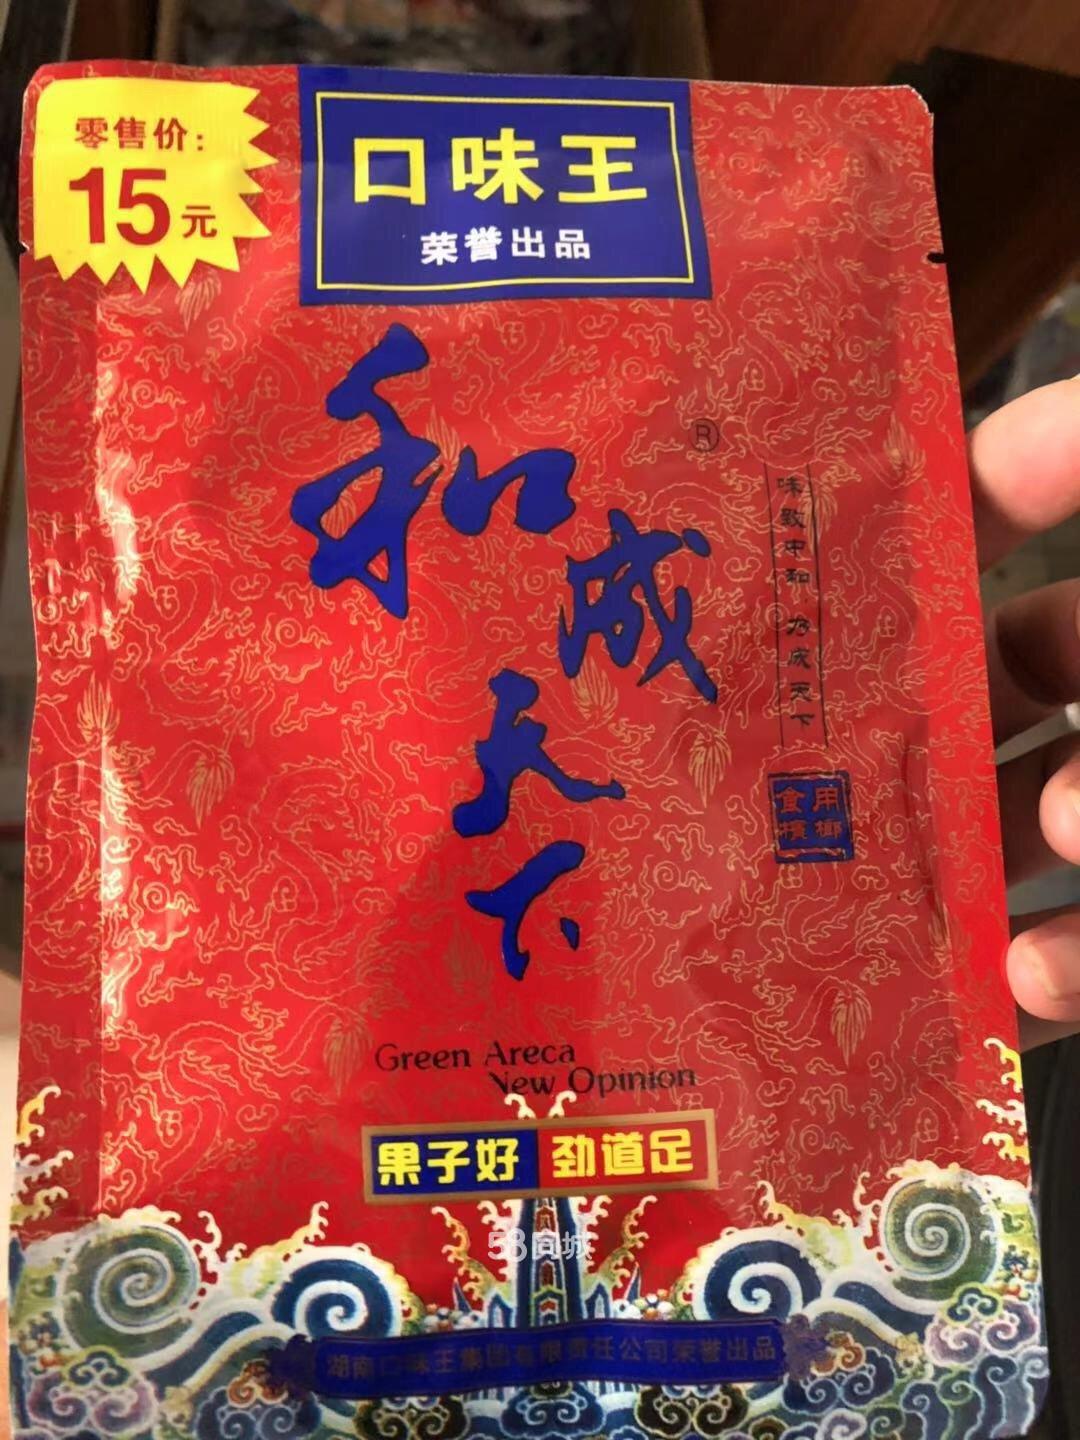 零售价：
15元
口味王
荣誉出品
和成天下
®
味致中和·为成天下
食用
槟榔
Green Areca
New Opinion
果子好 劲道足
58同城
湖南口味王集团有限责任公司荣誉出品